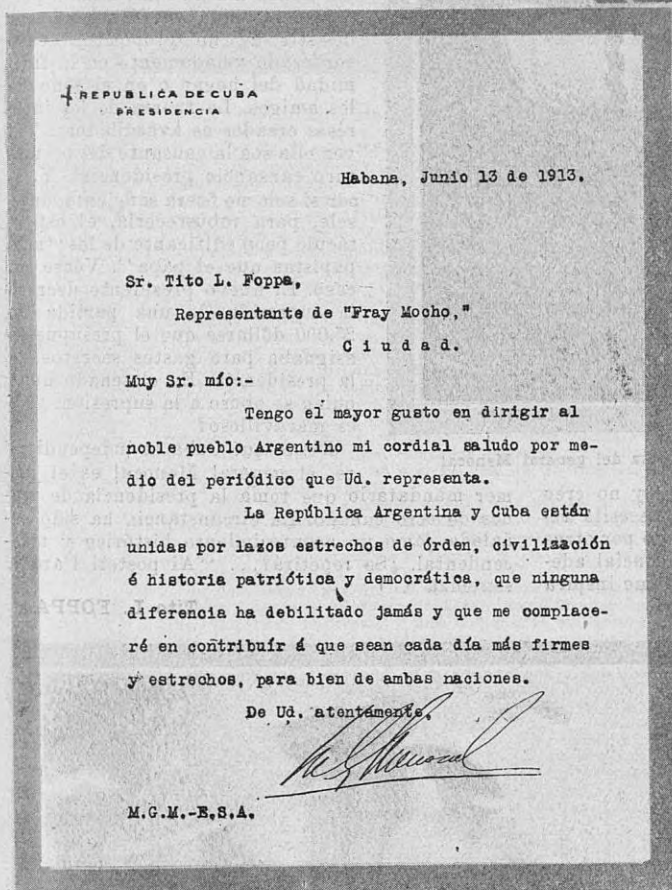 REPUBLICA DE CUBA
PRESIDENCIA
Habana, Junio 13 de 1913.
Sr. Tito L. Foppa,
Representante de "Fray Mocho,"
Ciudad.
Muy Sr. mío:-
Tengo el mayor gusto en dirigir al
noble pueblo Argentino mi cordial saludo por me-
dio del periódico que Ud. representa.
La República Argentina y Cuba están
unidas por lazos estrechos de órden, civilización
é historia patriótica y democrática, que ninguna
diferencia ha debilitado jamás y que me complace-
ré en contribuír á que sean cada día más firmes
y estrechos, para bien de ambas naciones.
De Ud. atentamente,
M.G.M.-E.S.A.